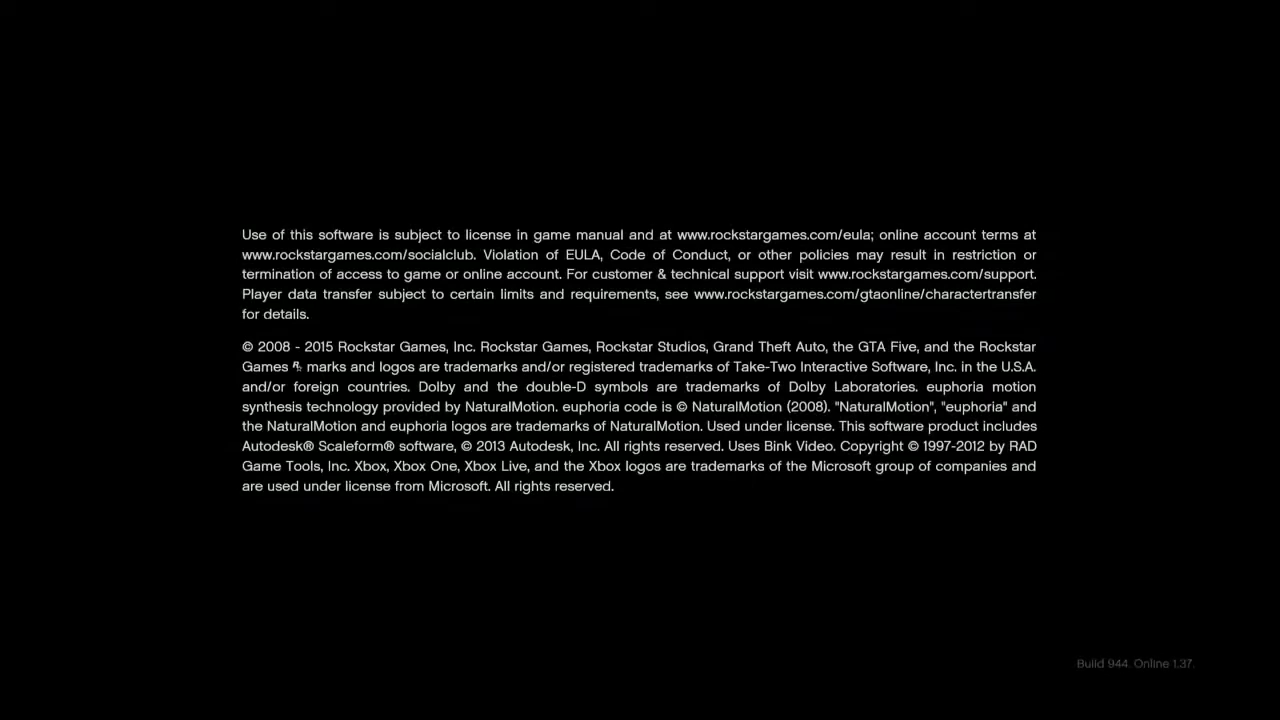 Use of this software is subject to license in game manual and at www.rockstargames.com/eula; online account terms at
www.rockstargames.com/socialclub. Violation of EULA, Code of Conduct, or other policies may result in restriction or
termination of access to game or online account. For customer & technical support visit www.rockstargames.com/support.
Player data transfer subject to certain limits and requirements, see www.rockstargames.com/gtaonline/charactertransfer
for details.
© 2008 - 2015 Rockstar Games, Inc. Rockstar Games, Rockstar Studios, Grand Theft Auto, the GTA Five, and the Rockstar
Games R* marks and logos are trademarks and/or registered trademarks of Take-Two Interactive Software, Inc. in the U.S.A.
and/or foreign countries. Dolby and the double-D symbols are trademarks of Dolby Laboratories. euphoria motion
synthesis technology provided by NaturalMotion. euphoria code is © NaturalMotion (2008). "NaturalMotion", "euphoria" and
the NaturalMotion and euphoria logos are trademarks of NaturalMotion. Used under license. This software product includes
Autodesk® Scaleform® software, © 2013 Autodesk, Inc. All rights reserved. Uses Bink Video. Copyright © 1997-2012 by RAD
Game Tools, Inc. Xbox, Xbox One, Xbox Live, and the Xbox logos are trademarks of the Microsoft group of companies and
are used under license from Microsoft. All rights reserved.
Build 944. Online 1.37.